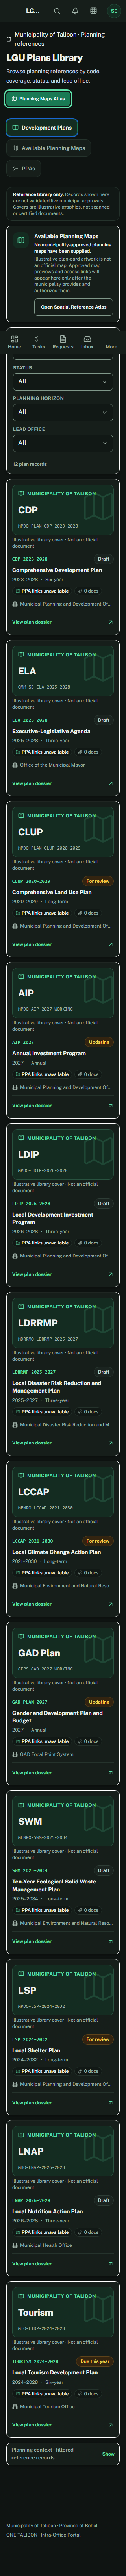 LG...
SE
Municipality of Talibon · Planning
references
LGU Plans Library
Browse planning references by code,
coverage, status, and lead office.
Planning Maps Atlas
Development Plans
Available Planning Maps
PPAs
Reference library only. Records shown here
are not validated municipal plans. Covers
are illustrative graphics, not scanned
or certified documents.
Available Planning Maps
No municipality-approved planning
maps have been supplied.
Illustrative plan-card artwork is not
an official map. Approved map
previews and access links will
appear here only after the
responsible office provides and
authorizes them.
Open Spatial Reference Atlas
Home
Tasks
Requests
Inbox
More
STATUS
All
PLANNING HORIZON
All
LEAD OFFICE
All
12 plan records
MUNICIPALITY OF TALIBON
CDP
MPDO-PLAN-CDP-2023-2028
Illustrative library cover · Not an official
document
CDP 2023-2028
Draft
Comprehensive Development Plan
2023–2028 · Six-year
PPA links unavailable
0 docs
Municipal Planning and Development Of...
View plan dossier
MUNICIPALITY OF TALIBON
ELA
OMM-SB-ELA-2025-2028
Illustrative library cover · Not an official
document
ELA 2025-2028
Draft
Executive-Legislative Agenda
2025–2028 · Three-year
PPA links unavailable
0 docs
Office of the Municipal Mayor
View plan dossier
MUNICIPALITY OF TALIBON
CLUP
MPDO-PLAN-CLUP-2020-2029
Illustrative library cover · Not an official
document
CLUP 2020-2029
For review
Comprehensive Land Use Plan
2020–2029 · Long-term
PPA links unavailable
0 docs
Municipal Planning and Development Of...
View plan dossier
MUNICIPALITY OF TALIBON
AIP
MPDO-AIP-2027-WORKING
Illustrative library cover · Not an official
document
AIP 2027
Updating
Annual Investment Program
2027 · Annual
PPA links unavailable
0 docs
Municipal Planning and Development Of...
View plan dossier
MUNICIPALITY OF TALIBON
LDIP
MPDO-LDIP-2026-2028
Illustrative library cover · Not an official
document
LDIP 2026-2028
Draft
Local Development Investment
Program
2026–2028 · Three-year
PPA links unavailable
0 docs
Municipal Planning and Development Of...
View plan dossier
MUNICIPALITY OF TALIBON
LDRRMP
MDRRMO-LDRRMP-2025-2027
Illustrative library cover · Not an official
document
LDRRMP 2025-2027
Draft
Local Disaster Risk Reduction and
Management Plan
2025–2027 · Three-year
PPA links unavailable
0 docs
Municipal Disaster Risk Reduction and M...
View plan dossier
MUNICIPALITY OF TALIBON
LCCAP
MENRO-LCCAP-2021-2030
Illustrative library cover · Not an official
document
LCCAP 2021-2030
For review
Local Climate Change Action Plan
2021–2030 · Long-term
PPA links unavailable
0 docs
Municipal Environment and Natural Reso...
View plan dossier
MUNICIPALITY OF TALIBON
GAD Plan
GFPS-GAD-2027-WORKING
Illustrative library cover · Not an official
document
GAD PLAN 2027
Updating
Gender and Development Plan and
Budget
2027 · Annual
PPA links unavailable
0 docs
GAD Focal Point System
View plan dossier
MUNICIPALITY OF TALIBON
SWM
MENRO-SWM-2025-2034
Illustrative library cover · Not an official
document
SWM 2025-2034
Draft
Ten-Year Ecological Solid Waste
Management Plan
2025–2034 · Long-term
PPA links unavailable
0 docs
Municipal Environment and Natural Reso...
View plan dossier
MUNICIPALITY OF TALIBON
LSP
MPDO-LSP-2024-2032
Illustrative library cover · Not an official
document
LSP 2024-2032
For review
Local Shelter Plan
2024–2032 · Long-term
PPA links unavailable
0 docs
Municipal Planning and Development Of...
View plan dossier
MUNICIPALITY OF TALIBON
LNAP
MHO-LNAP-2026-2028
Illustrative library cover · Not an official
document
LNAP 2026-2028
Draft
Local Nutrition Action Plan
2026–2028 · Three-year
PPA links unavailable
0 docs
Municipal Health Office
View plan dossier
MUNICIPALITY OF TALIBON
Tourism
MTO-LTDP-2024-2028
Illustrative library cover · Not an official
document
TOURISM 2024-2028
Due this year
Local Tourism Development Plan
2024–2028 · Six-year
PPA links unavailable
0 docs
Municipal Tourism Office
View plan dossier
Planning context · filtered
reference records
Show
Municipality of Talibon · Province of Bohol
ONE TALIBON · Intra-Office Portal